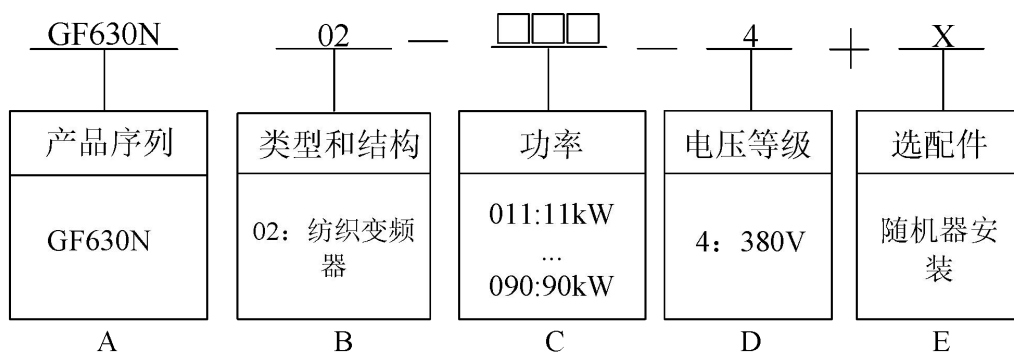 GF630N 02 — □□□ — 4 + X
产品序列 类型和结构 功率 电压等级 选配件
GF630N
02：纺织变频
器
011:11kW
...
090:90kW
4：380V
随机器安
装
A B C D E